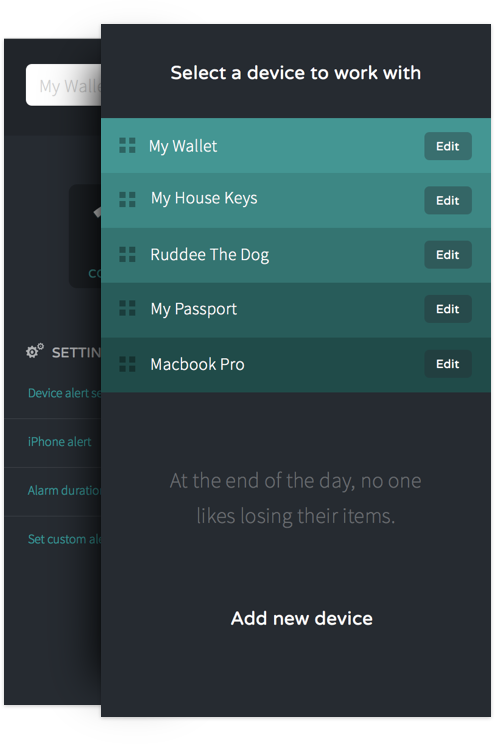 Select a device to work with
My Wallet
Edit
My House Keys
Edit
Ruddee The Dog
Edit
My Passport
Edit
Macbook Pro
Edit
At the end of the day, no one
likes losing their items.
Add new device
My Walle
CO
SETTIN
Device alert se
iPhone alert
Alarm duration
Set custom ale